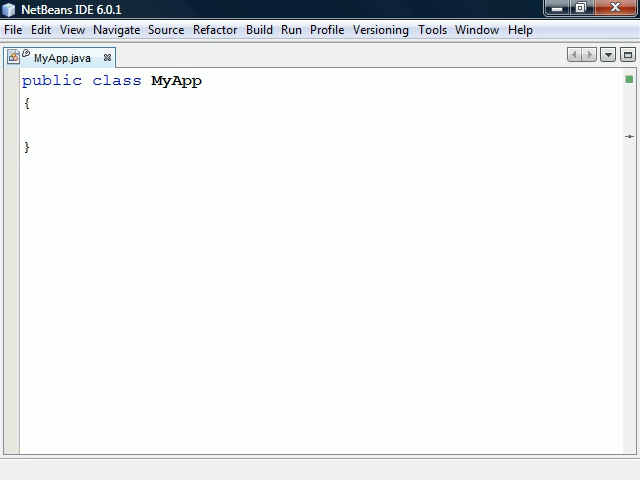 NetBeans IDE 6.0.1
File Edit View Navigate Source Refactor Build Run Profile Versioning Tools Window Help
MyApp.java
public class MyApp
{
}